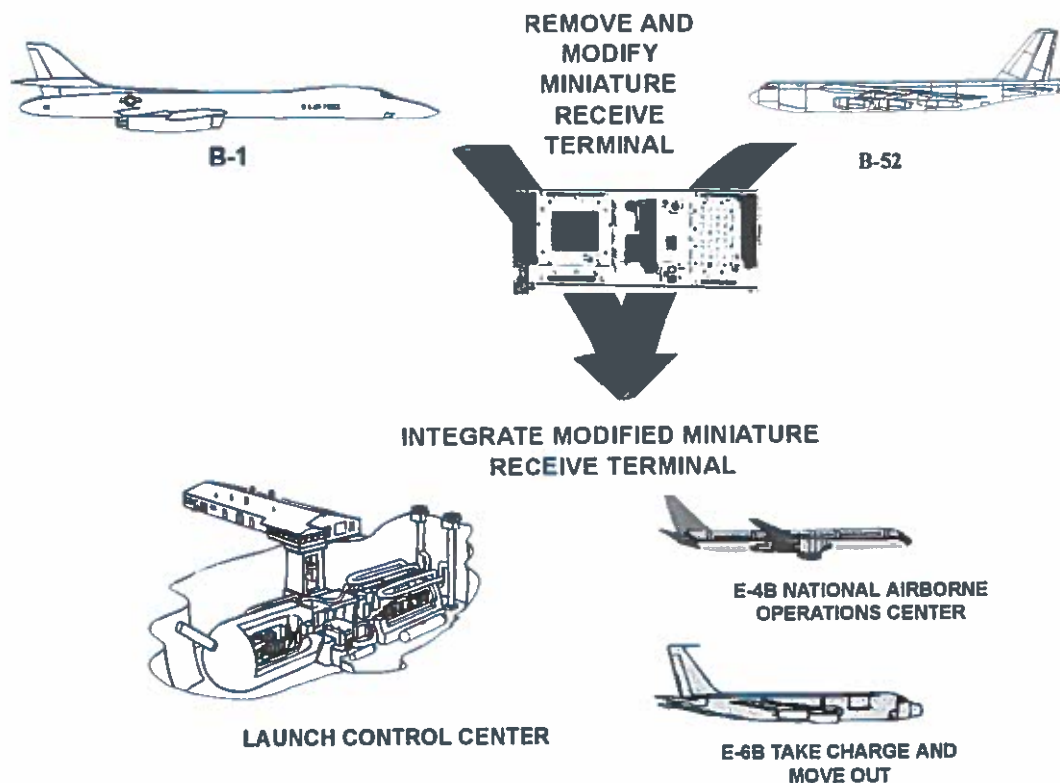 REMOVE AND
MODIFY
MINIATURE
RECEIVE
TERMINAL
B-1
B-52
INTEGRATE MODIFIED MINIATURE
RECEIVE TERMINAL
E-4B NATIONAL AIRBORNE
OPERATIONS CENTER
LAUNCH CONTROL CENTER
E-6B TAKE CHARGE AND
MOVE OUT